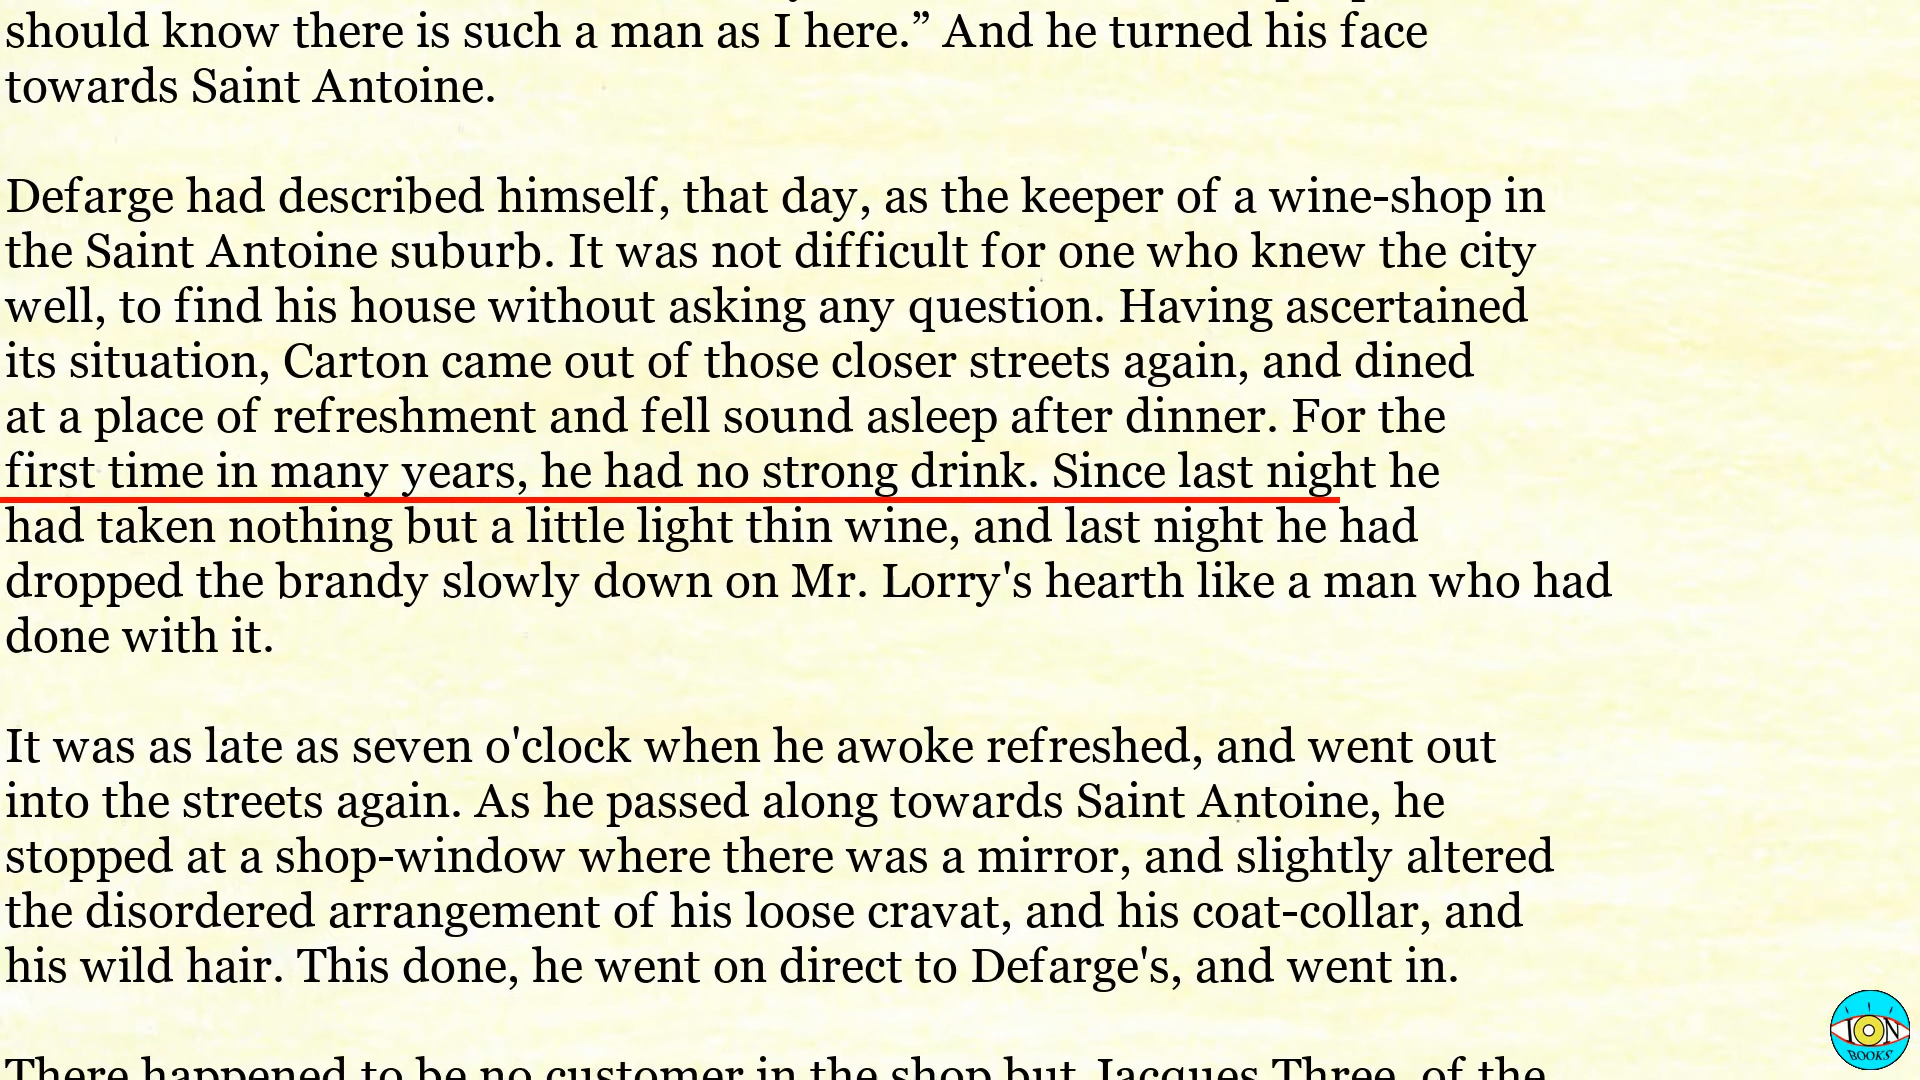 should know there is such a man as I here.” And he turned his face
towards Saint Antoine.
Defarge had described himself, that day, as the keeper of a wine-shop in
the Saint Antoine suburb. It was not difficult for one who knew the city
well, to find his house without asking any question. Having ascertained
its situation, Carton came out of those closer streets again, and dined
at a place of refreshment and fell sound asleep after dinner. For the
first time in many years, he had no strong drink. Since last night he
had taken nothing but a little light thin wine, and last night he had
dropped the brandy slowly down on Mr. Lorry's hearth like a man who had
done with it.
It was as late as seven o'clock when he awoke refreshed, and went out
into the streets again. As he passed along towards Saint Antoine, he
stopped at a shop-window where there was a mirror, and slightly altered
the disordered arrangement of his loose cravat, and his coat-collar, and
his wild hair. This done, he went on direct to Defarge's, and went in.
There happened to be no customer in the shop but Jacques Three, of the
ION
BOOKS